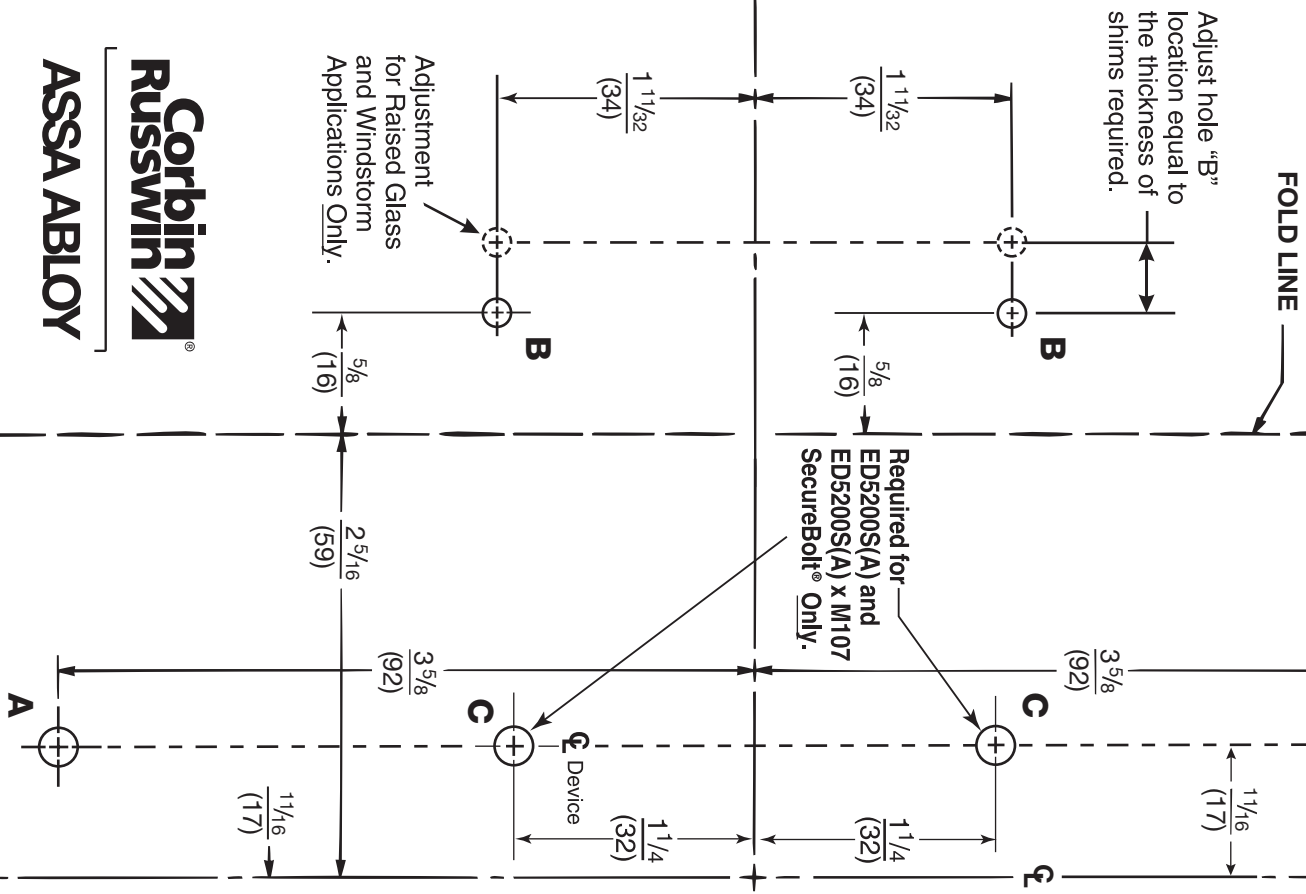 FOLD LINE
Adjust hole “B”
location equal to
the thickness of
shims required.
1 11/32
(34)
1 11/32
(34)
Adjustment
for Raised Glass
and Windstorm
Applications Only.
B
B
5/8
(16)
5/8
(16)
Corbin
Russwin
®
ASSA ABLOY
Required for
ED5200S(A) and
ED5200S(A) x M107
SecureBolt® Only.
2 5/16
(59)
3 5/8
(92)
3 5/8
(92)
C
C
A
℄ Device
11/16
(17)
1 1/4
(32)
1 1/4
(32)
11/16
(17)
℄